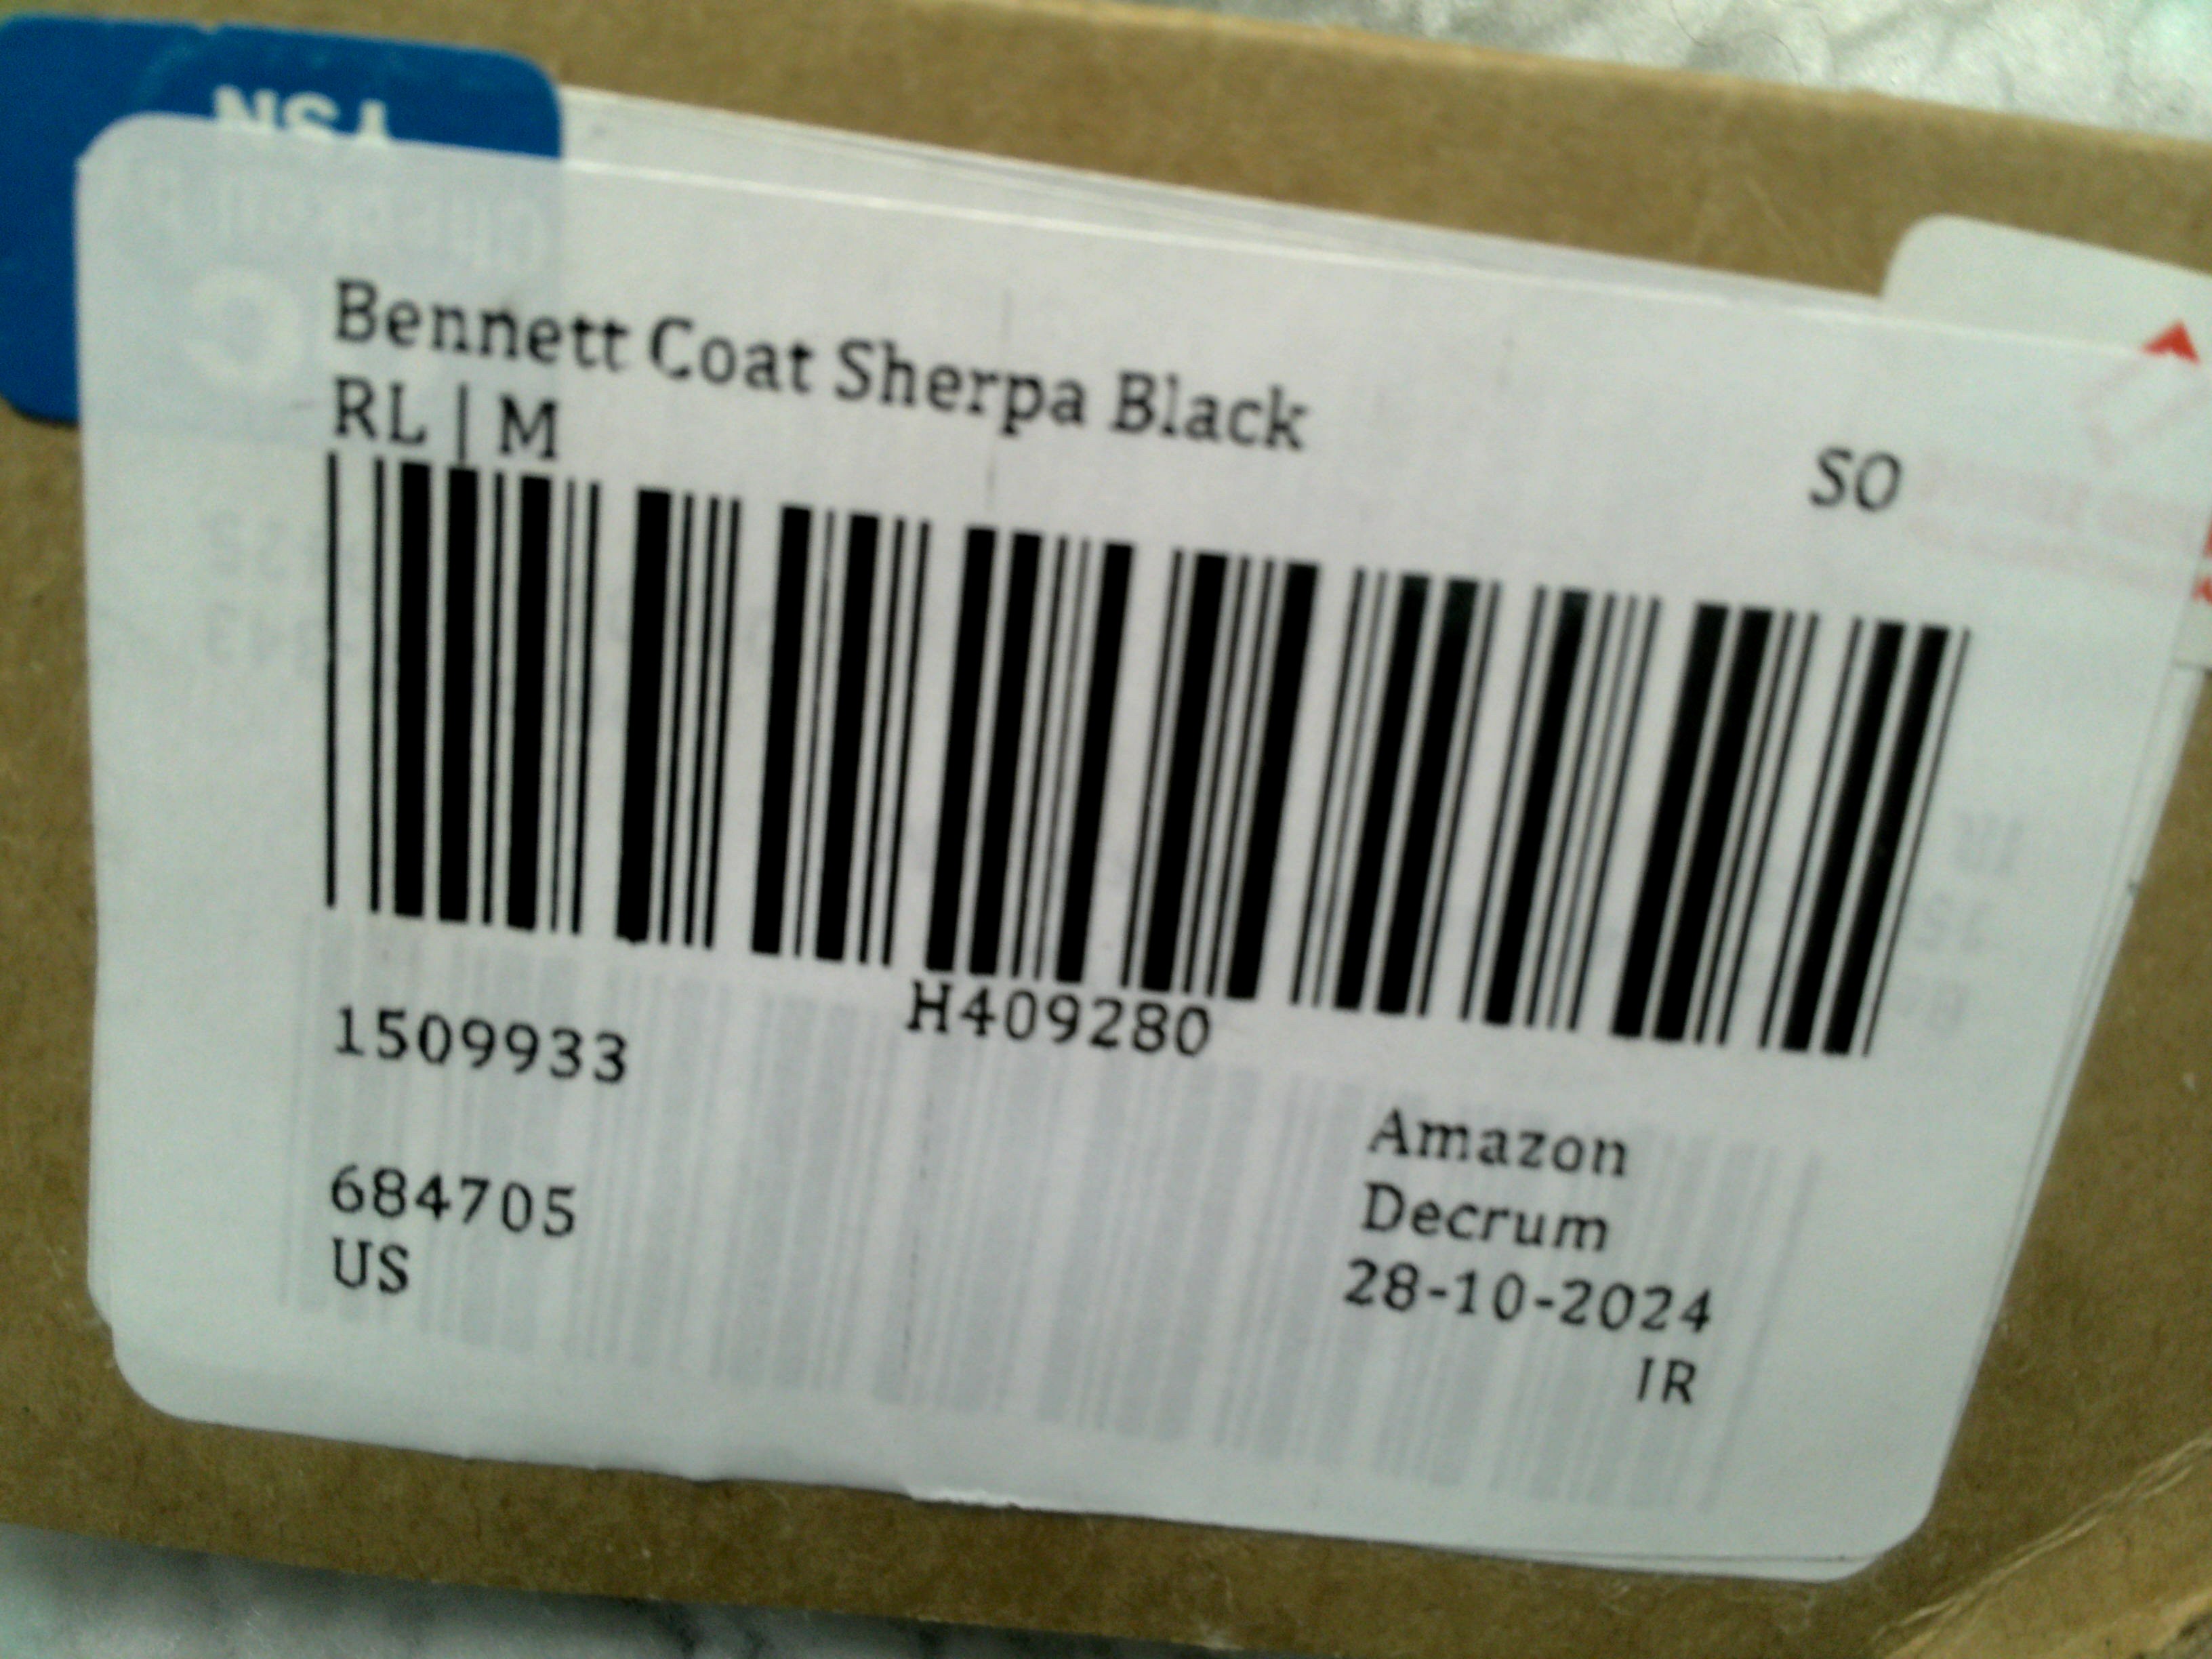 Bennett Coat Sherpa Black
RL | M
SO
H409280
1509933
684705
US
Amazon
Decrum
28-10-2024
IR